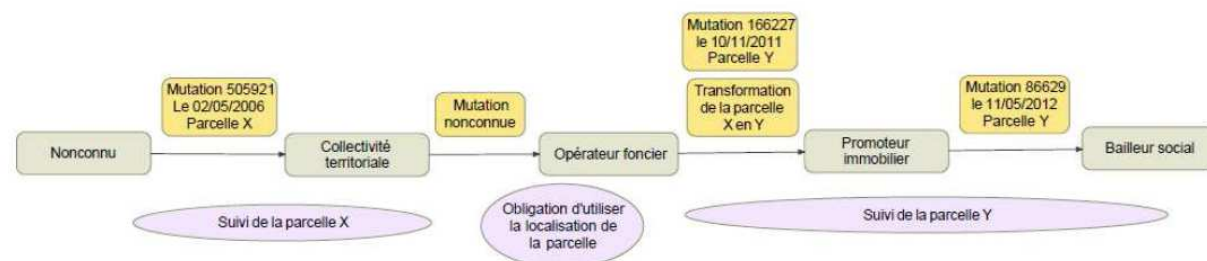 Mutation 166227
le 10/11/2011
Parcelle Y
Mutation 505921
Le 02/05/2006
Parcelle X
Mutation
nonconnue
Transformation
de la parcelle
X en Y
Mutation 86629
le 11/05/2012
Parcelle Y
Nonconnu
Collectivité
territoriale
Opérateur foncier
Promoteur
immobilier
Bailleur social
Suivi de la parcelle X
Obligation d'utiliser
la localisation de
la parcelle
Suivi de la parcelle Y